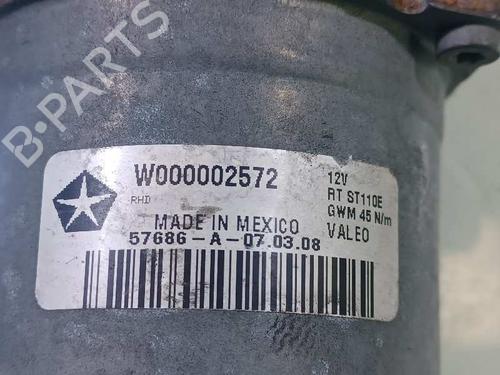 B-PARTS
W000002572
RHD
MADE IN MEXICO
57686-A-07.03.08
12V
RT ST110E
GWM 45 N/m
VALEO